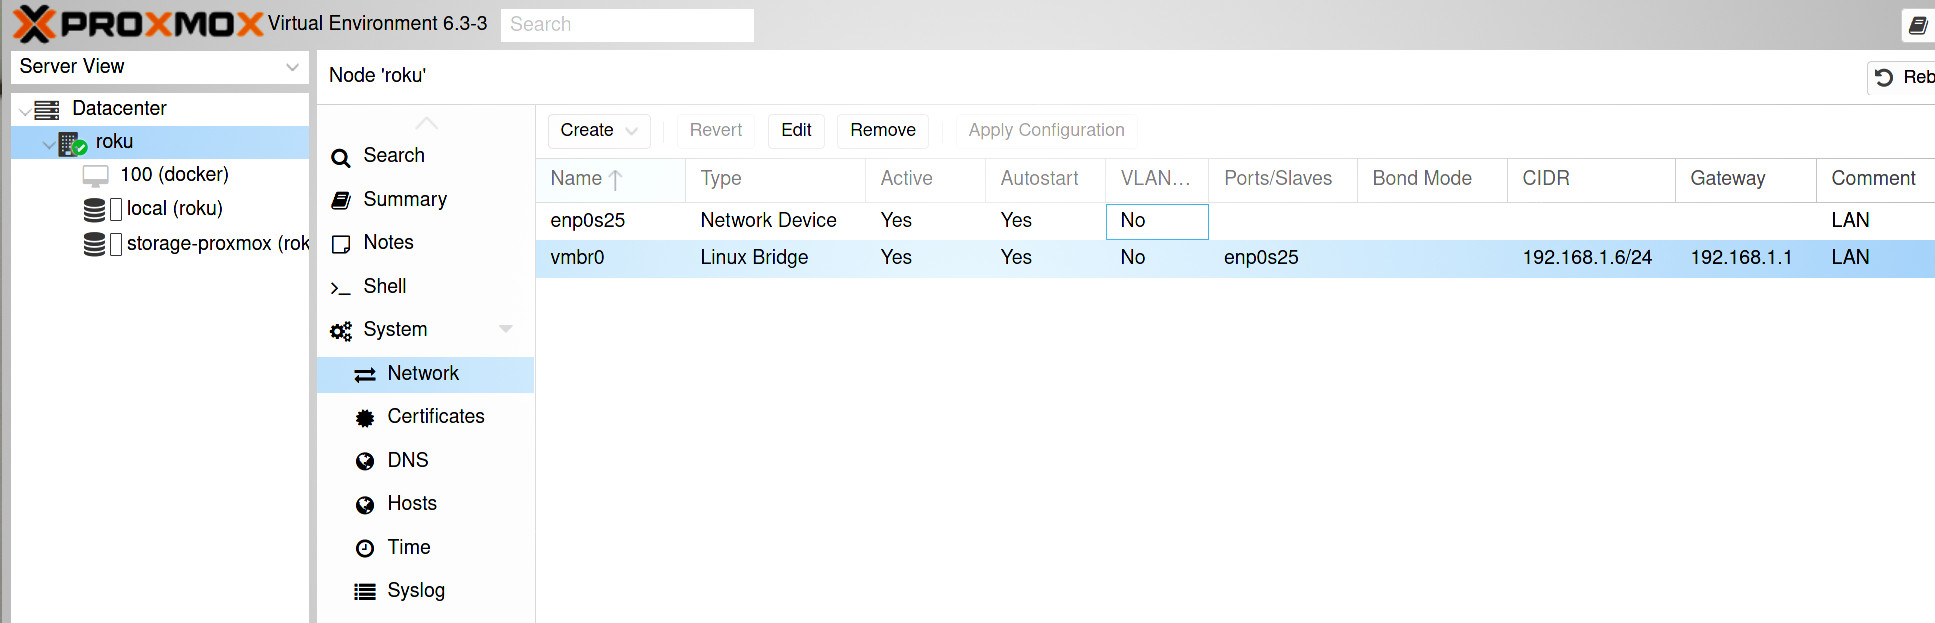 PROXMOX Virtual Environment 6.3-3 Search
Server View
Datacenter
roku
100 (docker)
local (roku)
storage-proxmox (rok
Node 'roku'
Reb
Search
Summary
Notes
Shell
System
Network
Certificates
DNS
Hosts
Time
Syslog
Create Revert Edit Remove Apply Configuration
Name Type Active Autostart VLAN... Ports/Slaves Bond Mode CIDR Gateway Comment
enp0s25 Network Device Yes Yes No LAN
vmbr0 Linux Bridge Yes Yes No enp0s25 192.168.1.6/24 192.168.1.1 LAN